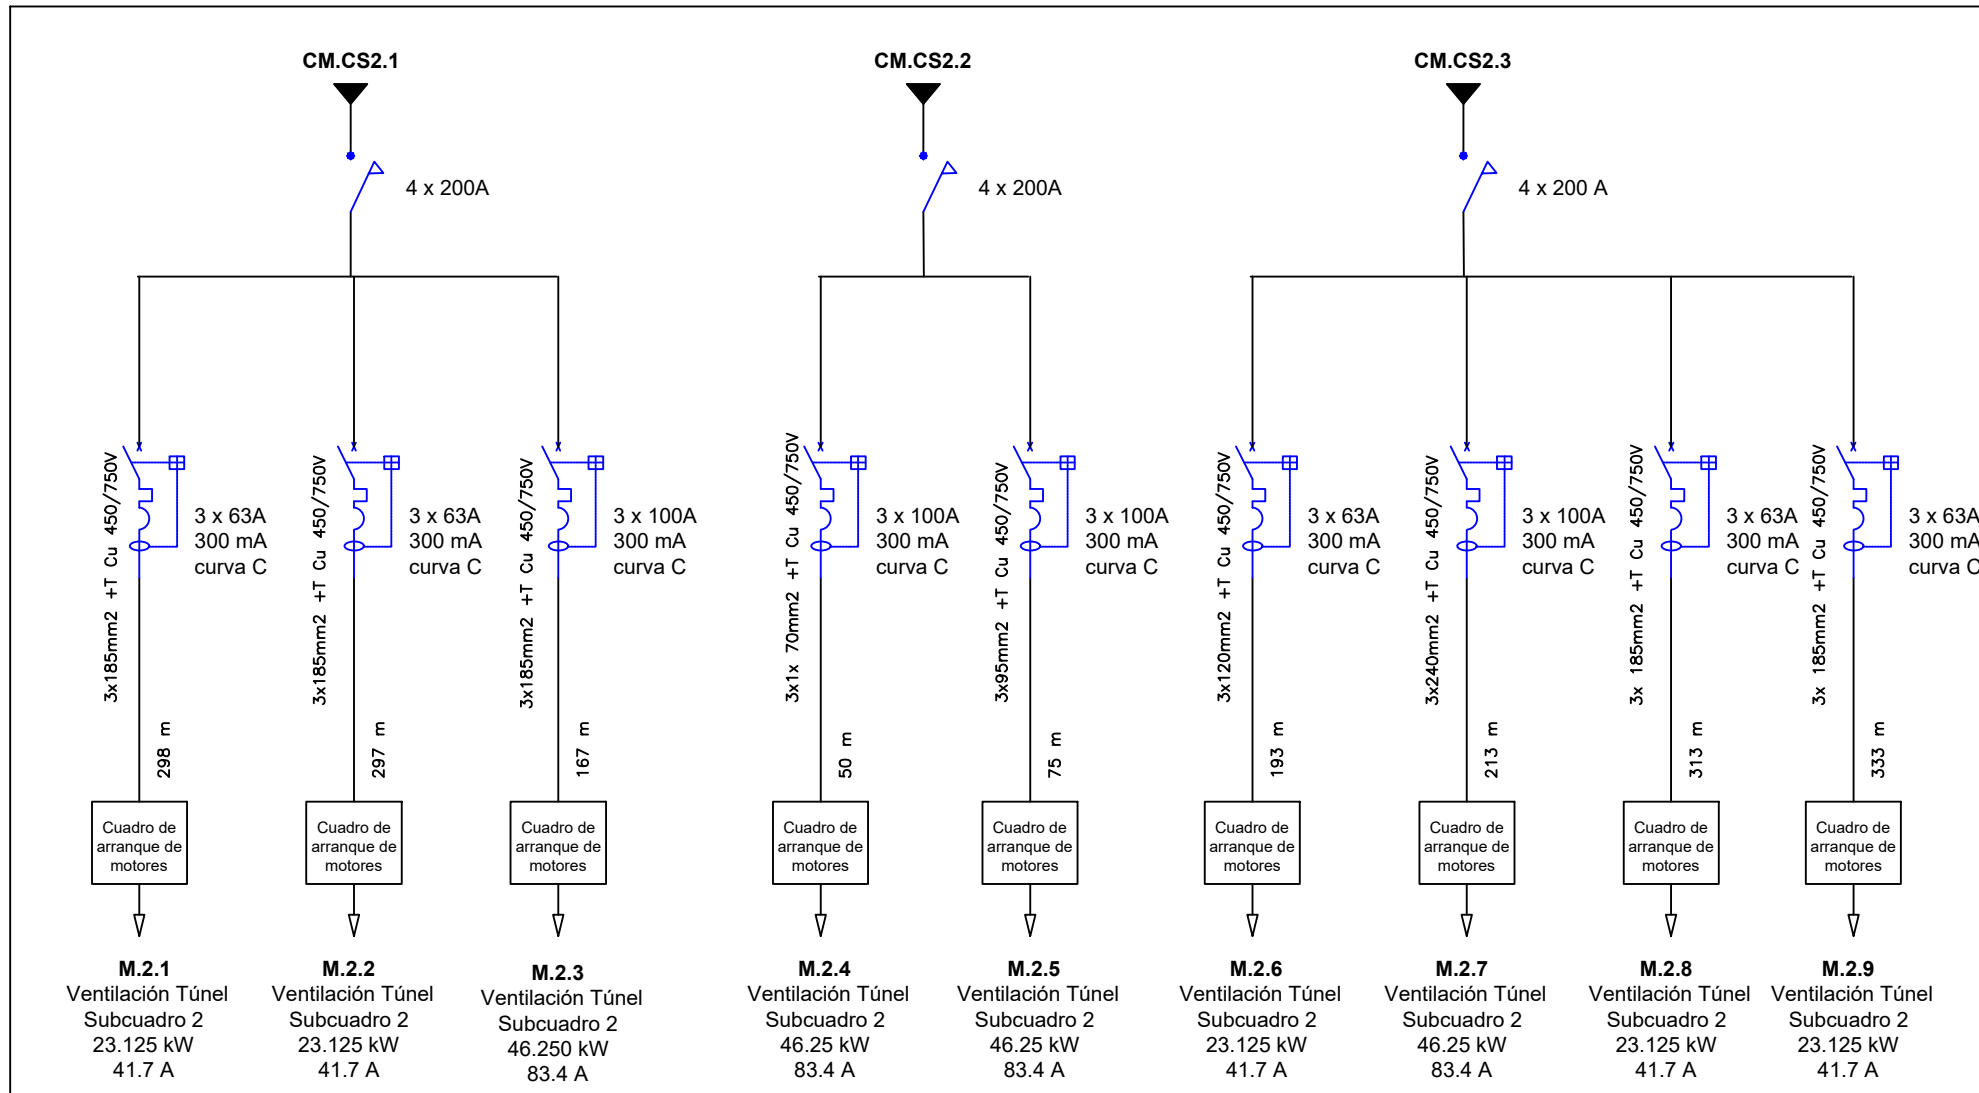 CM.CS2.1
4 x 200A
3x185mm2 +T Cu 450/750V
3 x 63A
300 mA
curva C
298 m
Cuadro de
arranque de
motores
M.2.1
Ventilación Túnel
Subcuadro 2
23.125 kW
41.7 A
3x185mm2 +T Cu 450/750V
3 x 63A
300 mA
curva C
297 m
Cuadro de
arranque de
motores
M.2.2
Ventilación Túnel
Subcuadro 2
23.125 kW
41.7 A
3x185mm2 +T Cu 450/750V
3 x 100A
300 mA
curva C
167 m
Cuadro de
arranque de
motores
M.2.3
Ventilación Túnel
Subcuadro 2
46.250 kW
83.4 A
CM.CS2.2
4 x 200A
3x1x 70mm2 +T Cu 450/750V
3 x 100A
300 mA
curva C
50 m
Cuadro de
arranque de
motores
M.2.4
Ventilación Túnel
Subcuadro 2
46.25 kW
83.4 A
3x95mm2 +T Cu 450/750V
3 x 100A
300 mA
curva C
75 m
Cuadro de
arranque de
motores
M.2.5
Ventilación Túnel
Subcuadro 2
46.25 kW
83.4 A
CM.CS2.3
4 x 200 A
3x120mm2 +T Cu 450/750V
3 x 63A
300 mA
curva C
193 m
Cuadro de
arranque de
motores
M.2.6
Ventilación Túnel
Subcuadro 2
23.125 kW
41.7 A
3x240mm2 +T Cu 450/750V
3 x 100A
300 mA
curva C
213 m
Cuadro de
arranque de
motores
M.2.7
Ventilación Túnel
Subcuadro 2
46.25 kW
83.4 A
3x 185mm2 +T Cu 450/750V
3 x 63A
300 mA
curva C
313 m
Cuadro de
arranque de
motores
M.2.8
Ventilación Túnel
Subcuadro 2
23.125 kW
41.7 A
3x 185mm2 +T Cu 450/750V
3 x 63A
300 mA
curva C
333 m
Cuadro de
arranque de
motores
M.2.9
Ventilación Túnel
Subcuadro 2
23.125 kW
41.7 A